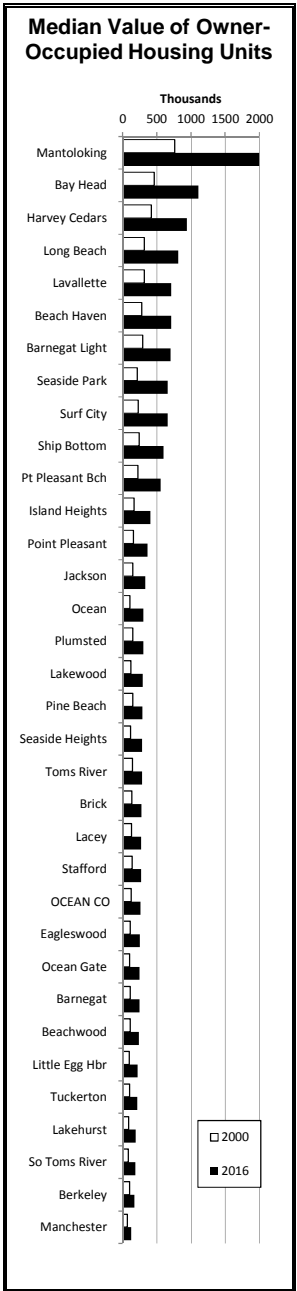 Median Value of Owner-
Occupied Housing Units
Thousands
0 500 1000 1500 2000
Mantoloking
Bay Head
Harvey Cedars
Long Beach
Lavallette
Beach Haven
Barnegat Light
Seaside Park
Surf City
Ship Bottom
Pt Pleasant Bch
Island Heights
Point Pleasant
Jackson
Ocean
Plumsted
Lakewood
Pine Beach
Seaside Heights
Toms River
Brick
Lacey
Stafford
OCEAN CO
Eagleswood
Ocean Gate
Barnegat
Beachwood
Little Egg Hbr
Tuckerton
Lakehurst
So Toms River
Berkeley
Manchester
2000
2016